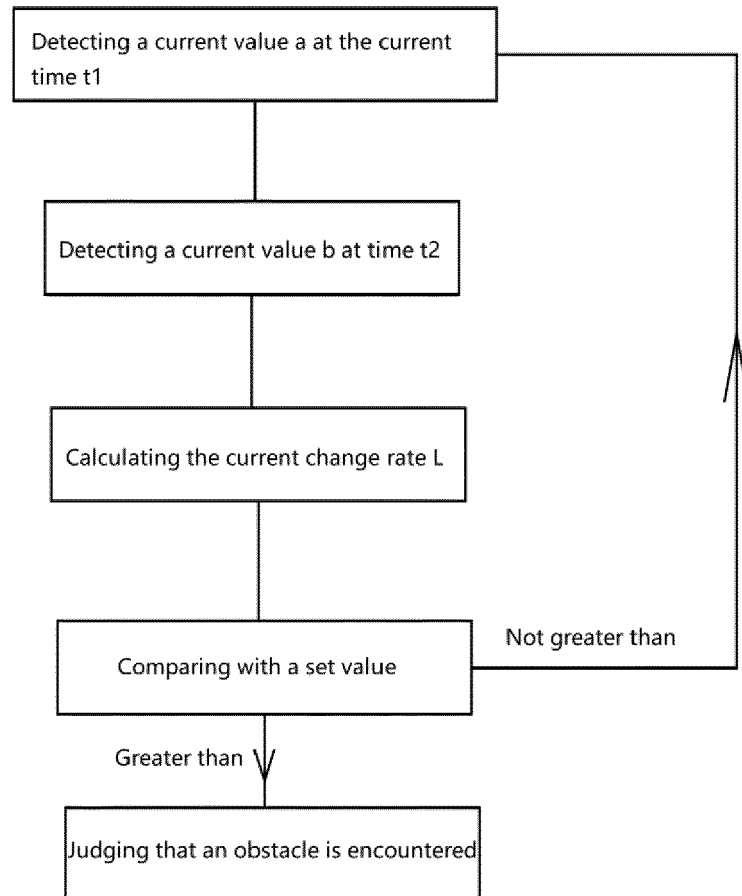 Detecting a current value a at the current
time t1
Detecting a current value b at time t2
Calculating the current change rate L
Comparing with a set value
Not greater than
Greater than
Judging that an obstacle is encountered